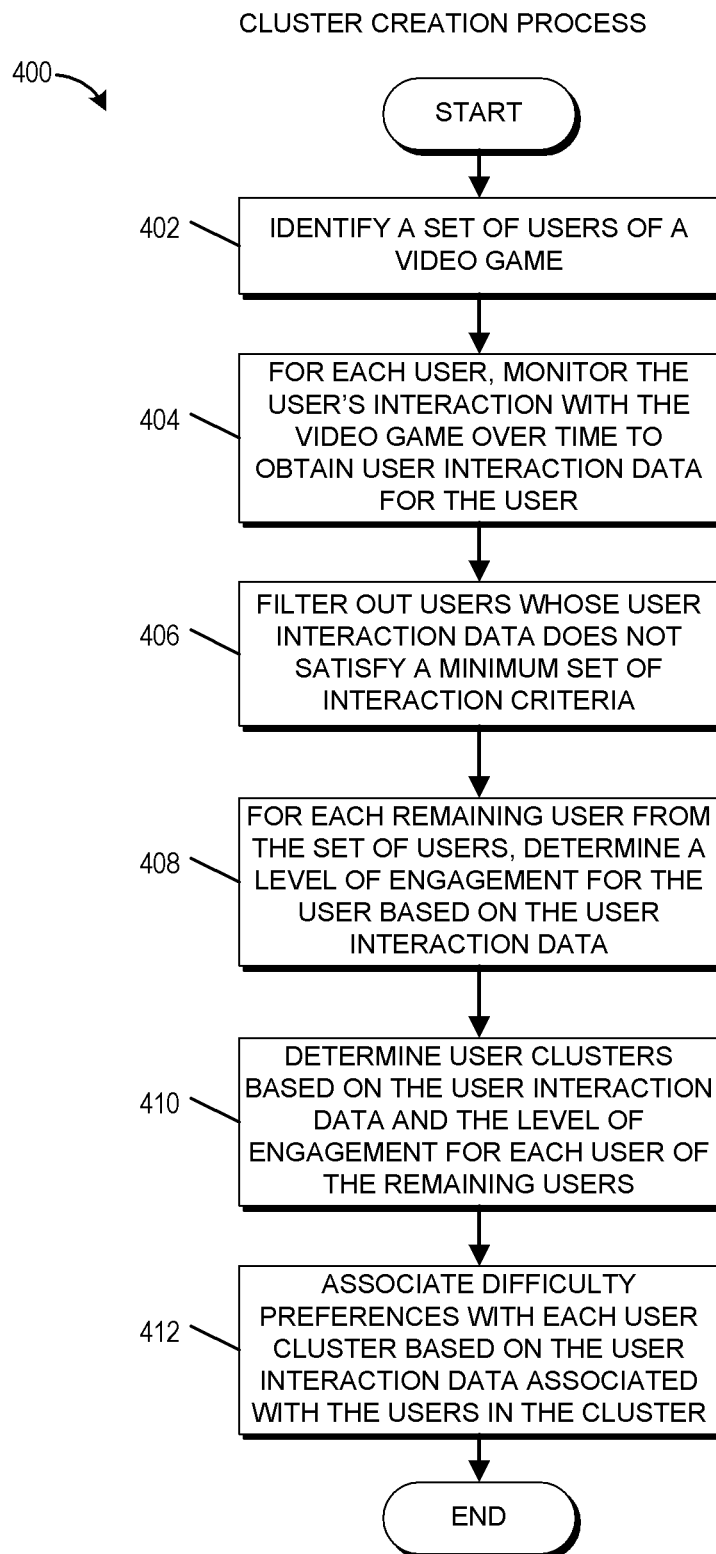 CLUSTER CREATION PROCESS
400
START
402
IDENTIFY A SET OF USERS OF A
VIDEO GAME
404
FOR EACH USER, MONITOR THE
USER'S INTERACTION WITH THE
VIDEO GAME OVER TIME TO
OBTAIN USER INTERACTION DATA
FOR THE USER
406
FILTER OUT USERS WHOSE USER
INTERACTION DATA DOES NOT
SATISFY A MINIMUM SET OF
INTERACTION CRITERIA
408
FOR EACH REMAINING USER FROM
THE SET OF USERS, DETERMINE A
LEVEL OF ENGAGEMENT FOR THE
USER BASED ON THE USER
INTERACTION DATA
410
DETERMINE USER CLUSTERS
BASED ON THE USER INTERACTION
DATA AND THE LEVEL OF
ENGAGEMENT FOR EACH USER OF
THE REMAINING USERS
412
ASSOCIATE DIFFICULTY
PREFERENCES WITH EACH USER
CLUSTER BASED ON THE USER
INTERACTION DATA ASSOCIATED
WITH THE USERS IN THE CLUSTER
END